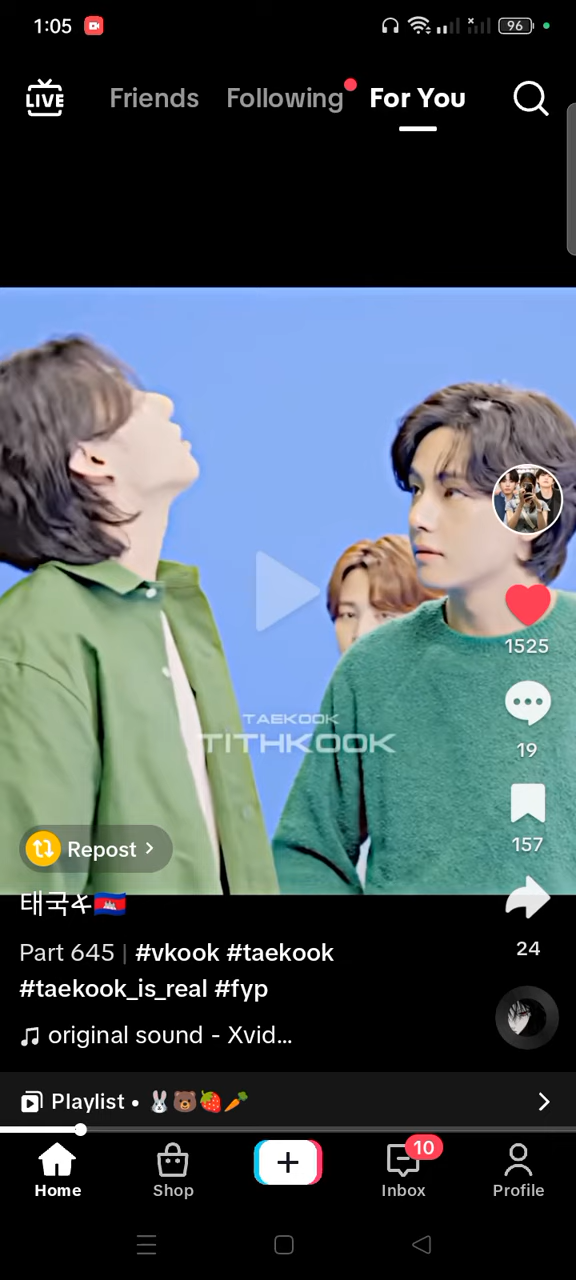 1:05
96
LIVE
Friends Following For You
TAEKOOK
TITHKOOK
1525
19
157
Repost
태국⪤🇰🇭
24
Part 645 | #vkook #taekook
#taekook_is_real #fyp
original sound - Xvid...
Playlist • 🐰🐻🍓🥕
10
Home
Shop
Inbox
Profile